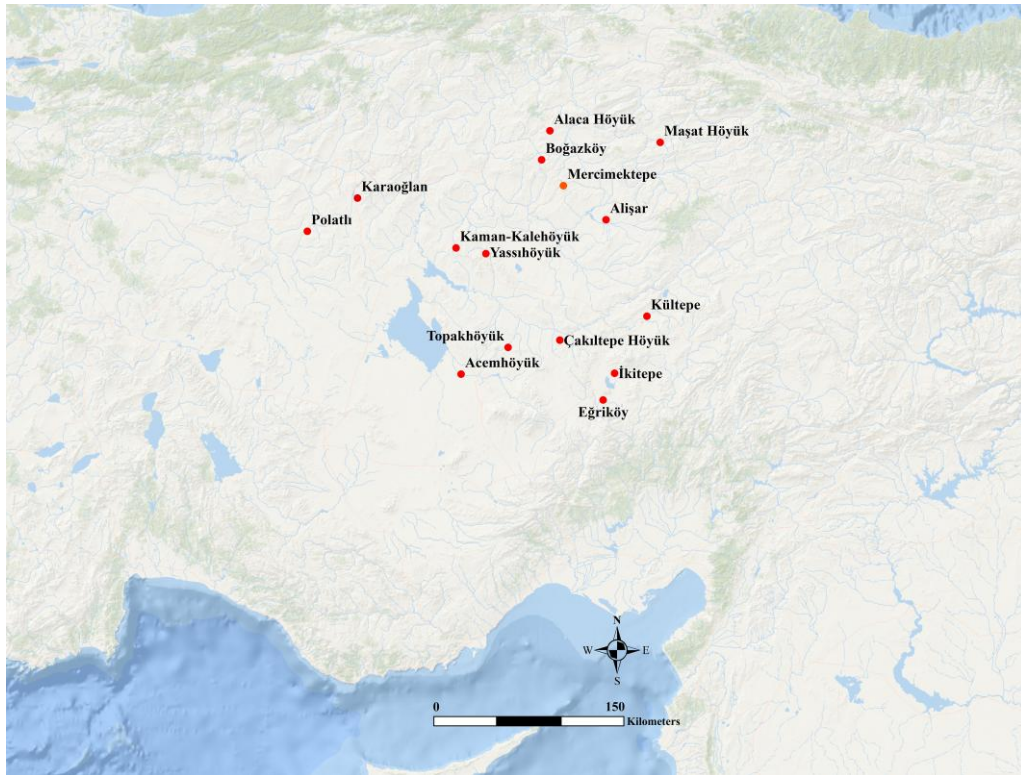 Alaca Höyük
Maşat Höyük
Boğazköy
Mercimektepe
Karaoğlan
Alişar
Polatlı
Kaman-Kalehöyük
Yassıhöyük
Kültepe
Topakhöyük
Çakıltepe Höyük
Acemhöyük
İkitepe
Eğriköy
N
W E
S
0 150
Kilometers